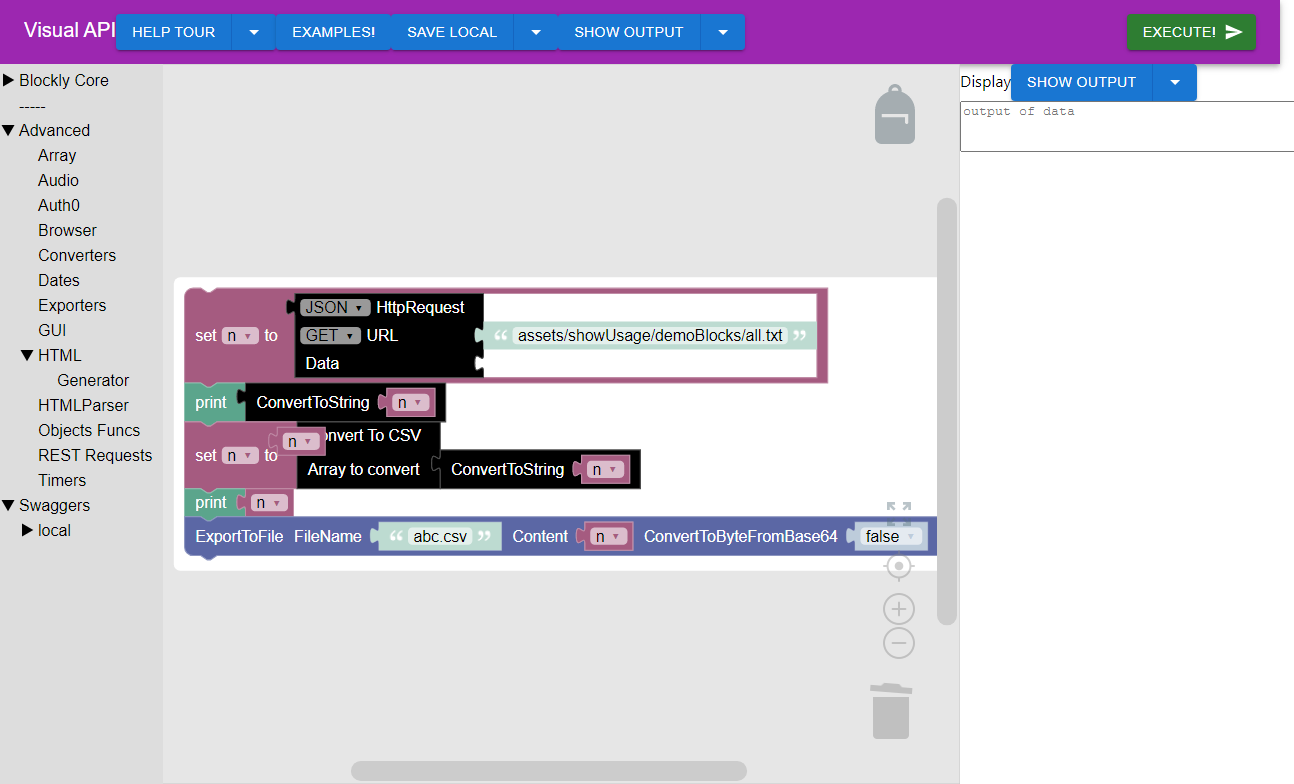 Visual API HELP TOUR EXAMPLES! SAVE LOCAL SHOW OUTPUT EXECUTE!
Blockly Core
-----
Advanced
Array
Audio
Auth0
Browser
Converters
Dates
Exporters
GUI
HTML
Generator
HTMLParser
Objects Funcs
REST Requests
Timers
Swaggers
local
JSON HttpRequest
set n to GET URL “ assets/showUsage/demoBlocks/all.txt ”
Data
print ConvertToString n
onvert To CSV
set n to n
Array to convert ConvertToString n
print n
ExportToFile FileName “ abc.csv ” Content n ConvertToByteFromBase64 false
Display SHOW OUTPUT
output of data